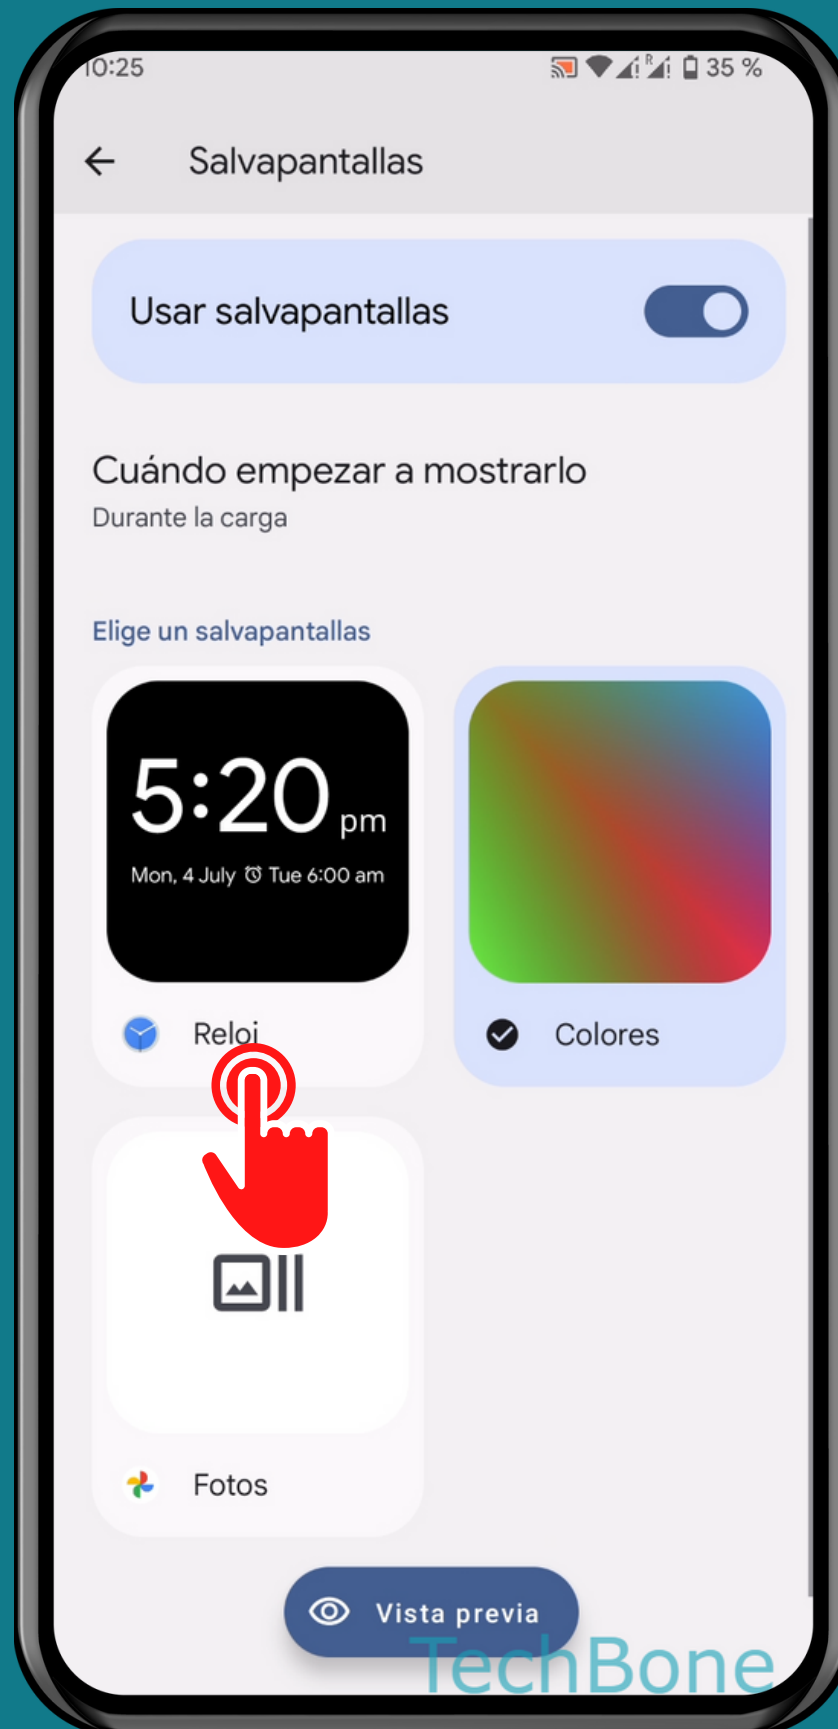 10:25 R 35 %
Salvapantallas
Usar salvapantallas
Cuándo empezar a mostrarlo
Durante la carga
Elige un salvapantallas
5:20 pm
Mon, 4 July Tue 6:00 am
Reloj
Colores
Fotos
Vista previa
TechBone